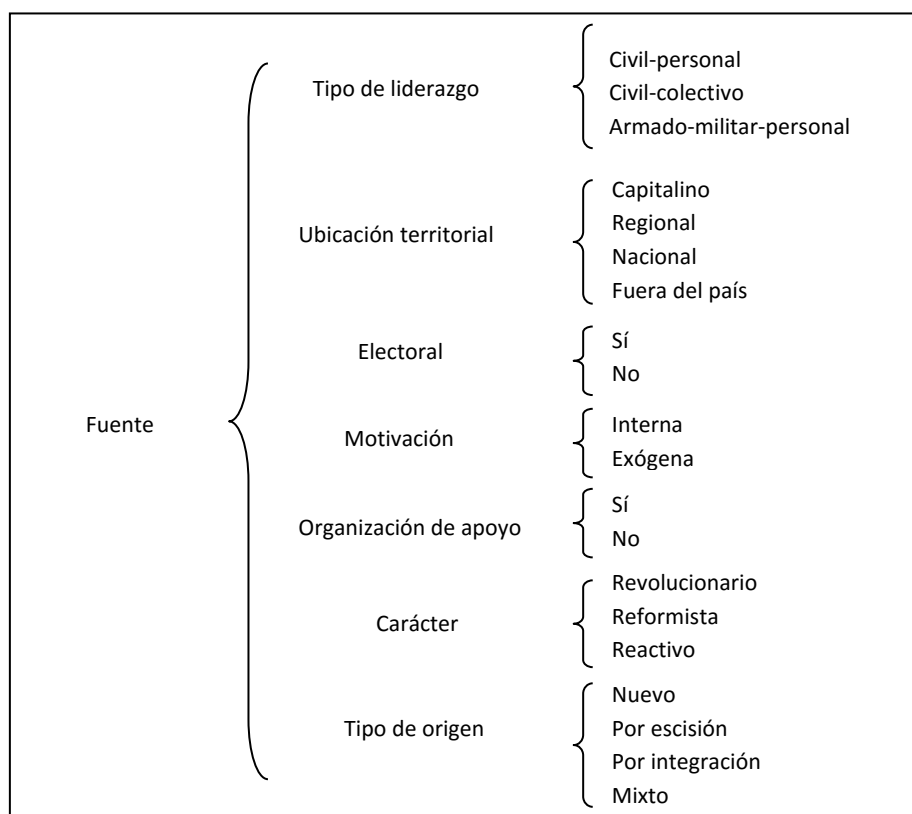 Tipo de liderazgo
Civil-personal
Civil-colectivo
Armado-militar-personal
Ubicación territorial
Capitalino
Regional
Nacional
Fuera del país
Electoral
Sí
No
Fuente
Motivación
Interna
Exógena
Organización de apoyo
Sí
No
Carácter
Revolucionario
Reformista
Reactivo
Tipo de origen
Nuevo
Por escisión
Por integración
Mixto